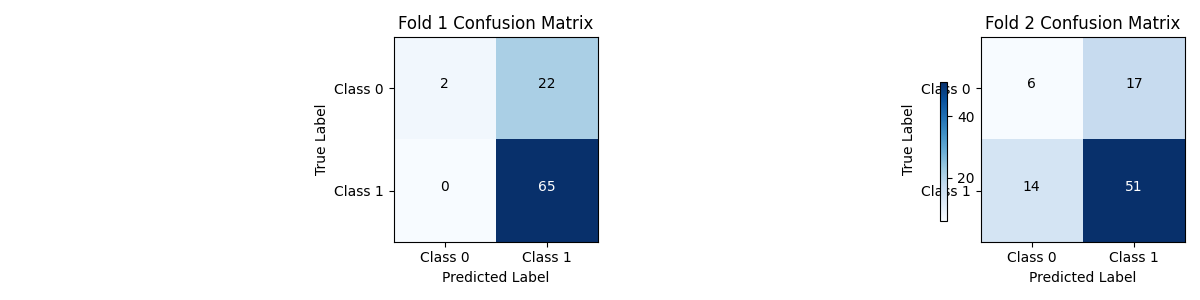 Fold 1 Confusion Matrix
Class 0
2
22
True Label
Class 1
0
65
Class 0
Class 1
Predicted Label
Fold 2 Confusion Matrix
Class 0
6
17
40
True Label
20
Class 1
14
51
Class 0
Class 1
Predicted Label